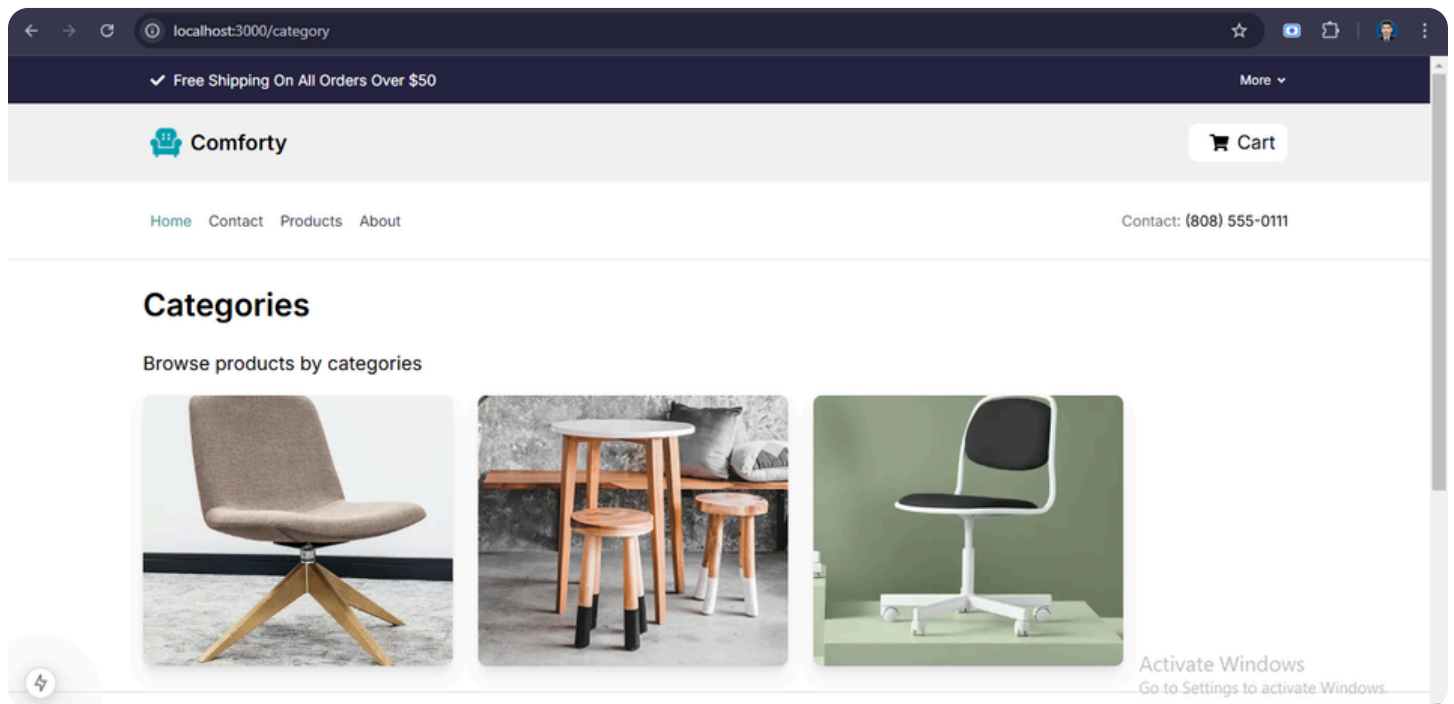 localhost:3000/category
Free Shipping On All Orders Over $50
More
Comforty
Cart
Home Contact Products About
Contact: (808) 555-0111
Categories
Browse products by categories
Activate Windows
Go to Settings to activate Windows.